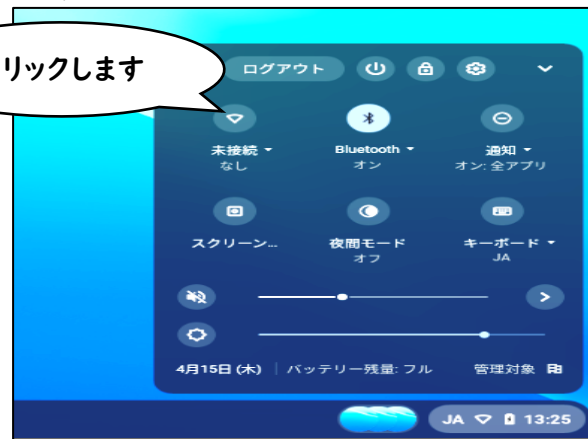 リックします
ログアウト
未接続
なし
Bluetooth
オン
通知
オン: 全アプリ
スクリーン...
夜間モード
オフ
キーボード
JA
4月15日 (木) | バッテリー残量: フル 管理対象
JA 13:25